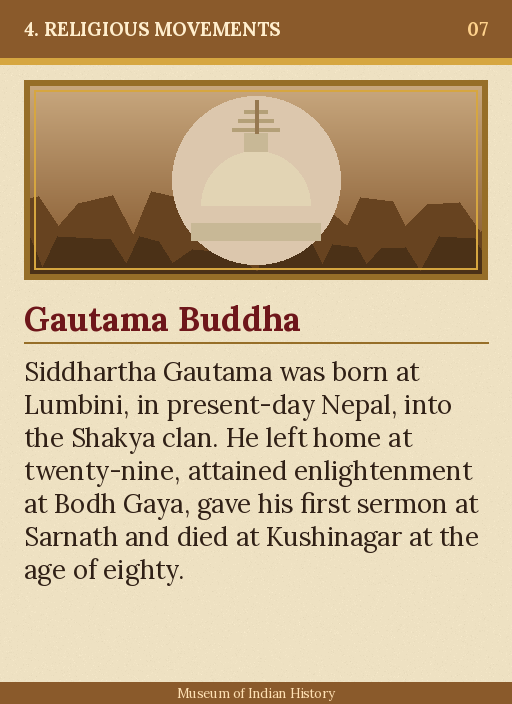 4. RELIGIOUS MOVEMENTS 07
Gautama Buddha
Siddhartha Gautama was born at
Lumbini, in present-day Nepal, into
the Shakya clan. He left home at
twenty-nine, attained enlightenment
at Bodh Gaya, gave his first sermon at
Sarnath and died at Kushinagar at the
age of eighty.
Museum of Indian History